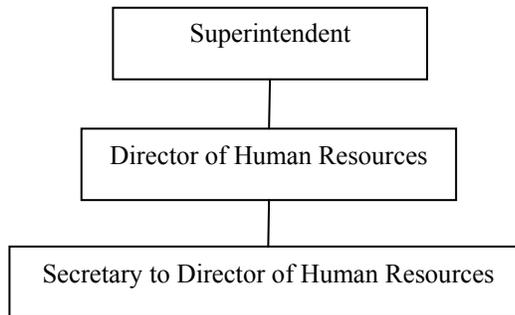 Superintendent
Director of Human Resources
Secretary to Director of Human Resources